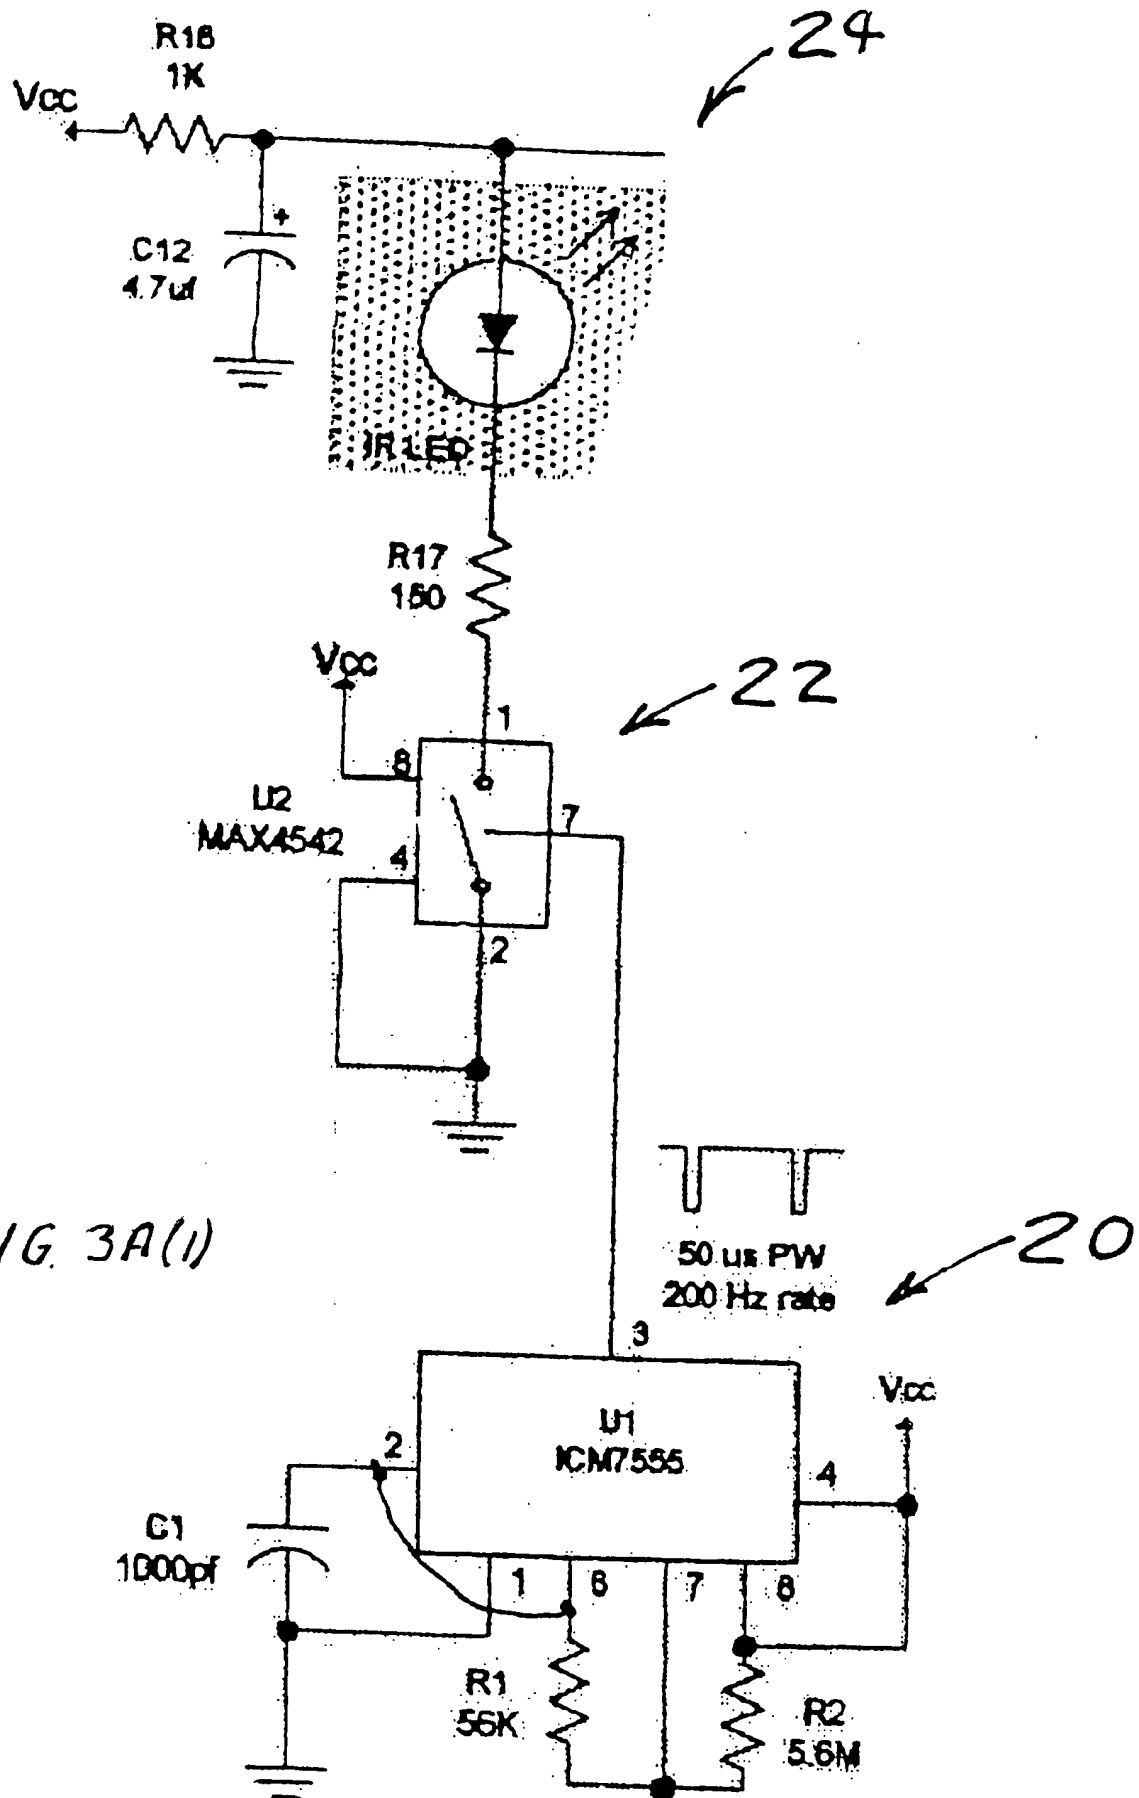 24
R16
1K
Vcc
+
C12
4.7uf
IR LED
R17
150
Vcc
22
1
8
U2
MAX4542
7
4
2
FIG. 3A(1)
50 us PW
200 Hz rate
20
3
Vcc
U1
ICM7555
2
4
C1
1000pf
1
6
7
8
R1
56K
R2
5.6M